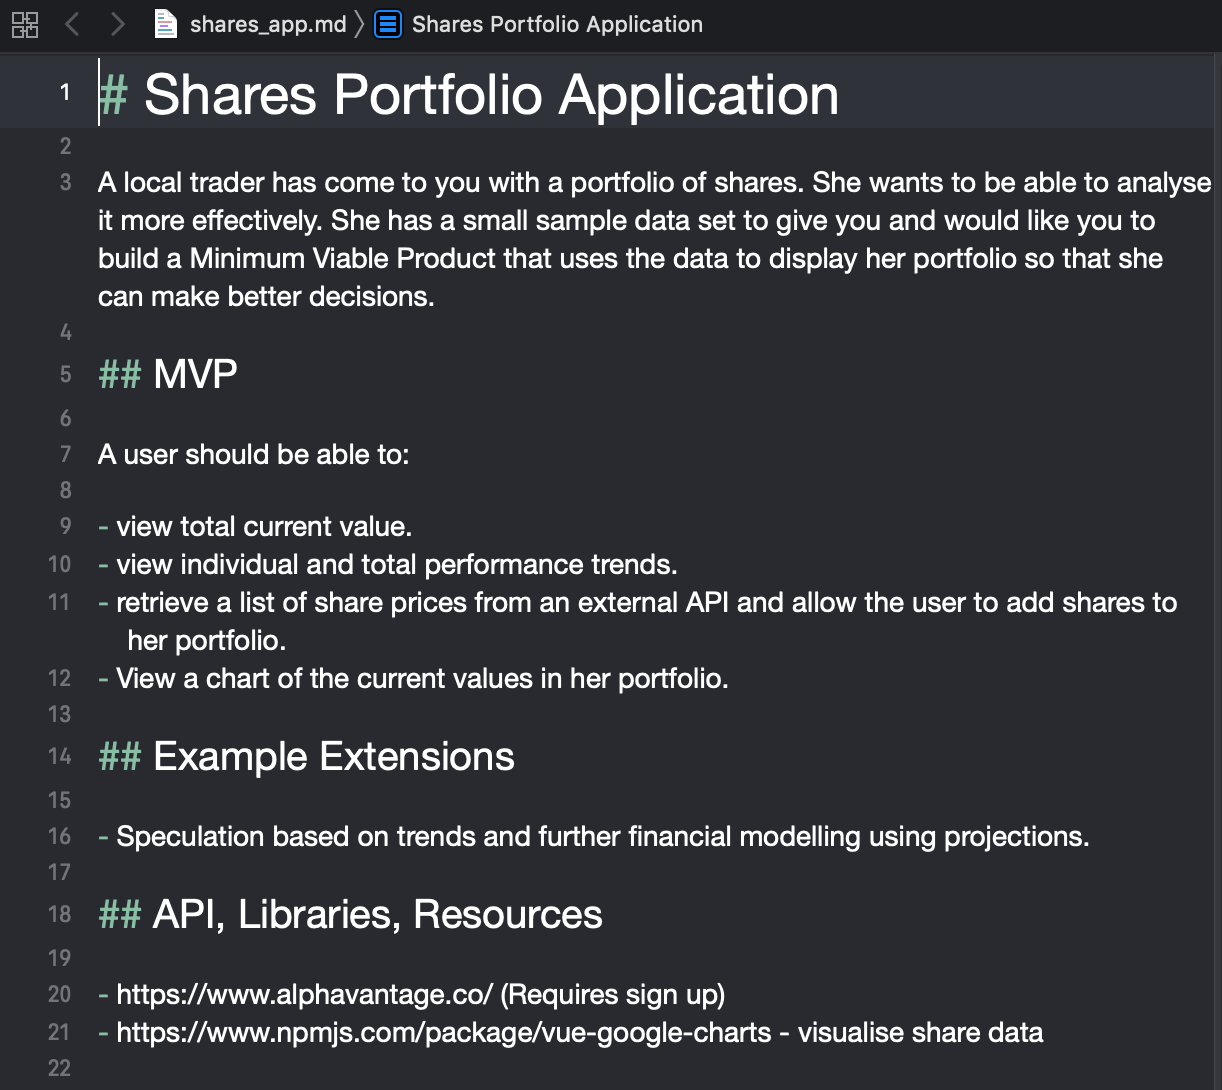 shares_app.md 〉 Shares Portfolio Application
1 # Shares Portfolio Application
2
3 A local trader has come to you with a portfolio of shares. She wants to be able to analyse
it more effectively. She has a small sample data set to give you and would like you to
build a Minimum Viable Product that uses the data to display her portfolio so that she
can make better decisions.
4
5 ## MVP
6
7 A user should be able to:
8
9 - view total current value.
10 - view individual and total performance trends.
11 - retrieve a list of share prices from an external API and allow the user to add shares to
her portfolio.
12 - View a chart of the current values in her portfolio.
13
14 ## Example Extensions
15
16 - Speculation based on trends and further financial modelling using projections.
17
18 ## API, Libraries, Resources
19
20 - https://www.alphavantage.co/ (Requires sign up)
21 - https://www.npmjs.com/package/vue-google-charts - visualise share data
22